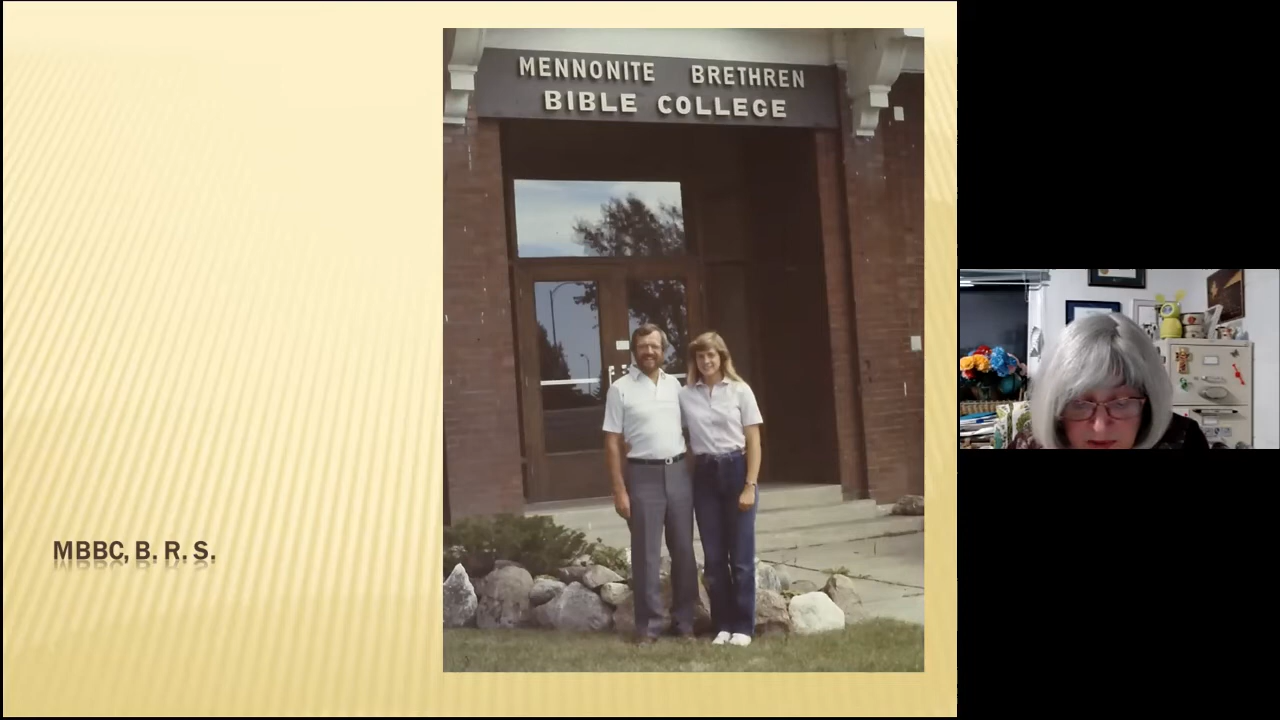 MENNONITE BRETHREN
BIBLE COLLEGE
MBBC, B. R. S.